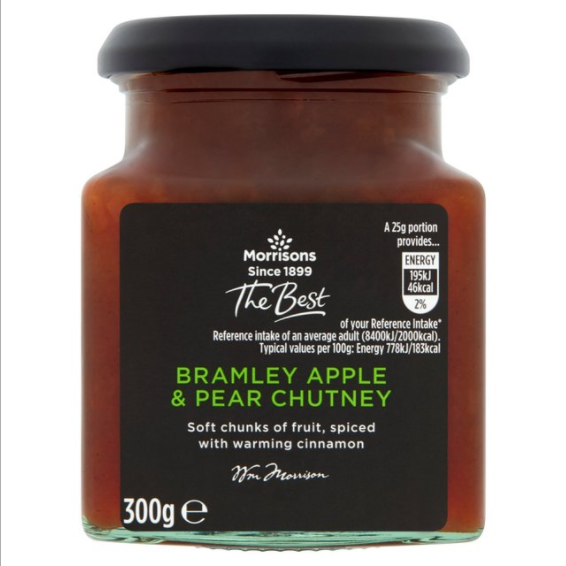 Morrisons
Since 1899
The Best
A 25g portion
provides...
ENERGY
195kJ
46kcal
2%
of your Reference Intake*
Reference intake of an average adult (8400kJ/2000kcal).
Typical values per 100g: Energy 778kJ/183kcal
BRAMLEY APPLE
& PEAR CHUTNEY
Soft chunks of fruit, spiced
with warming cinnamon
Wm Morrison
300g ℮